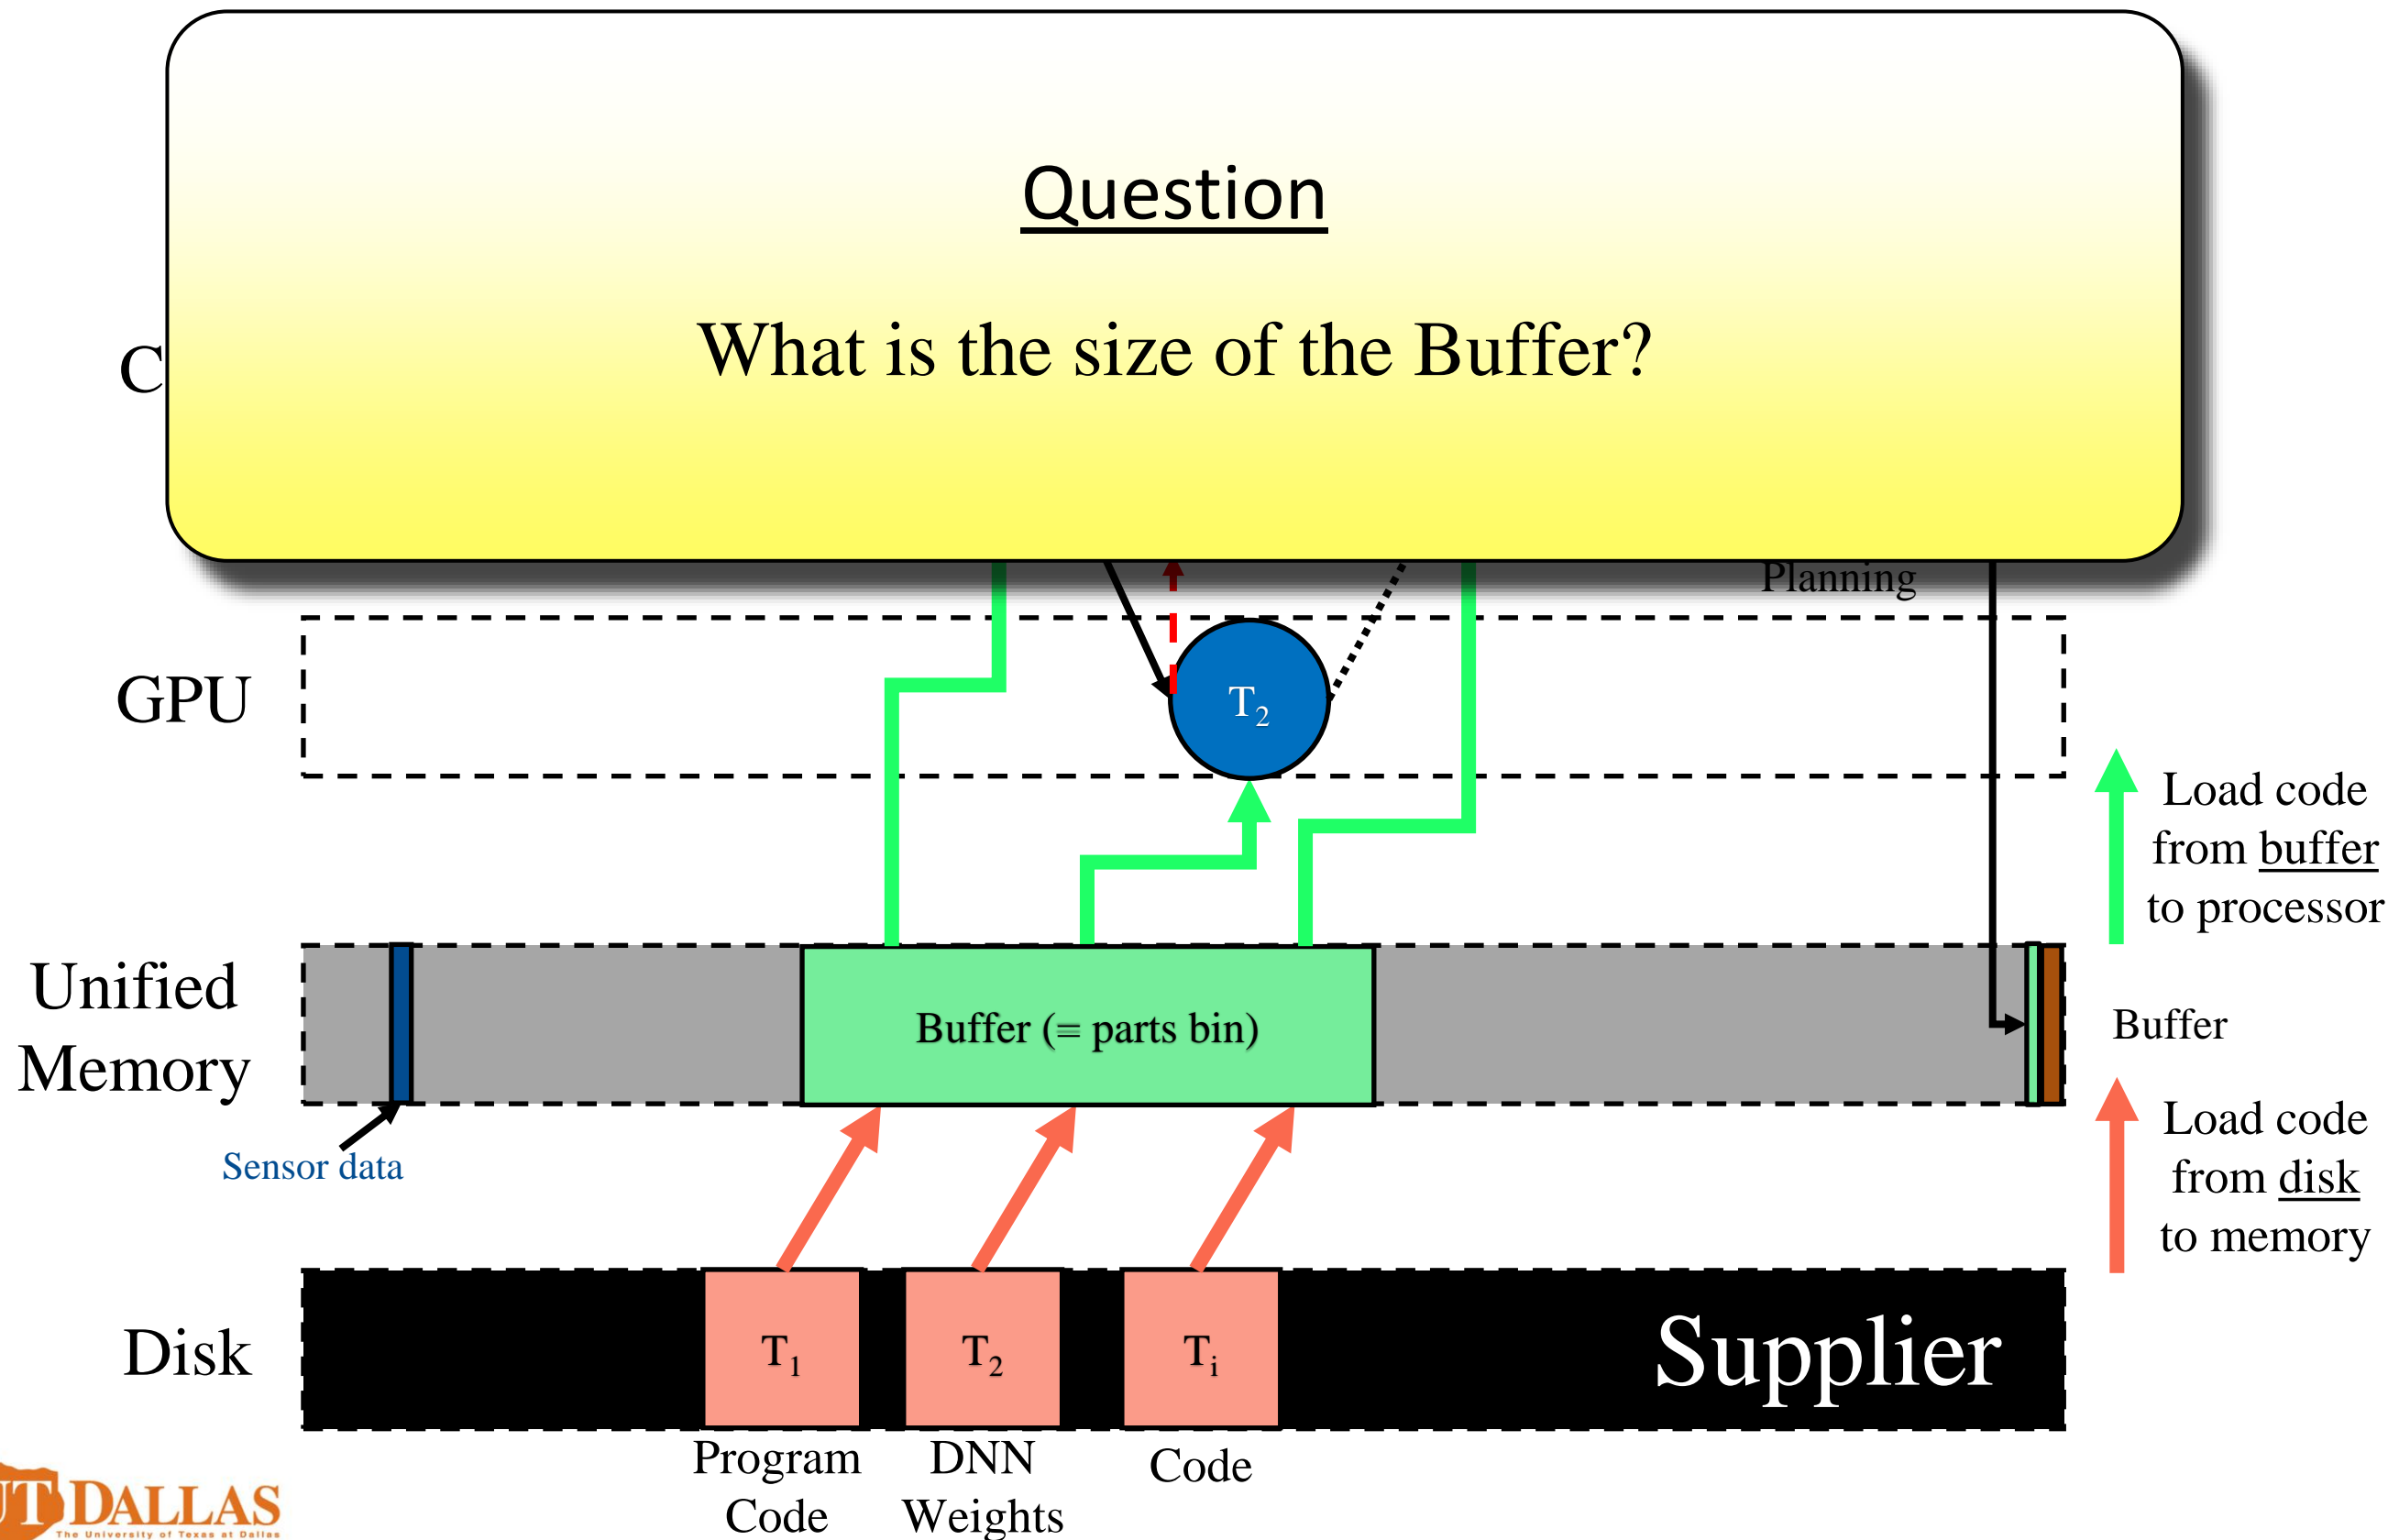 Question
What is the size of the Buffer?
C
Planning
GPU
T2
Load code
from buffer
to processor
Unified
Memory
Buffer (= parts bin)
Buffer
Sensor data
Load code
from disk
to memory
Disk
T1
T2
Ti
Supplier
Program
Code
DNN
Weights
Code
UT DALLAS
The University of Texas at Dallas